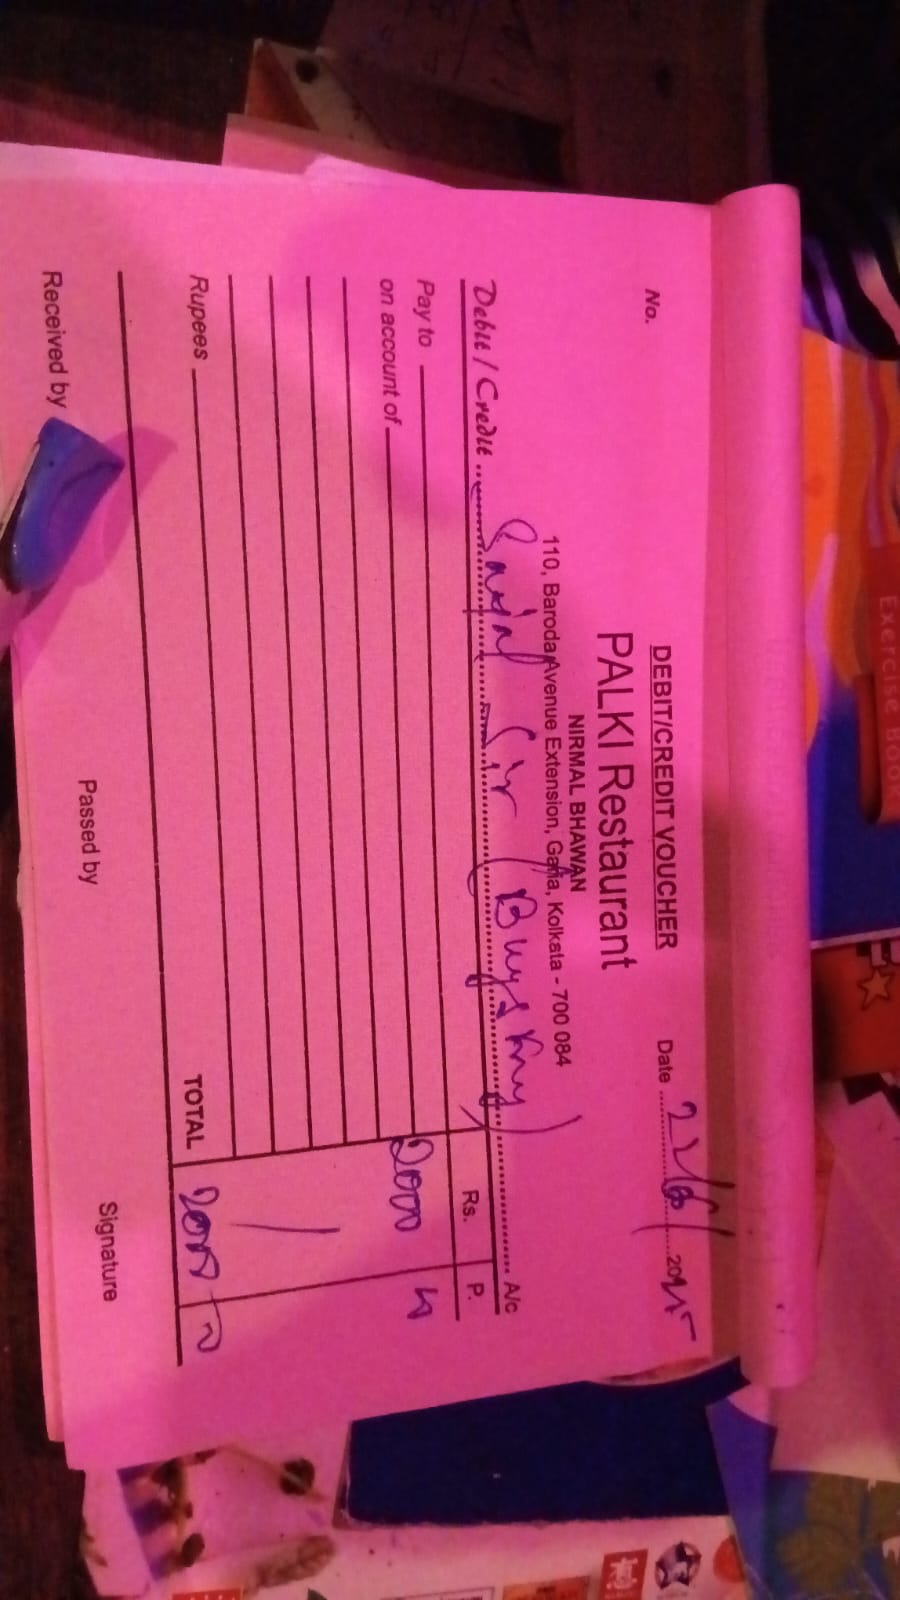 No.
DEBIT/CREDIT VOUCHER
Date 22/6/ 2025
PALKI Restaurant
NIRMAL BHAWAN
110, Baroda Avenue Extension, Garia, Kolkata - 700 084
Debit / Credit ........ Sir ( ........ A/c
Pay to
Rs. P.
on account of
2000
Rupees
TOTAL 2000
Received by
Passed by
Signature
Exercise Book